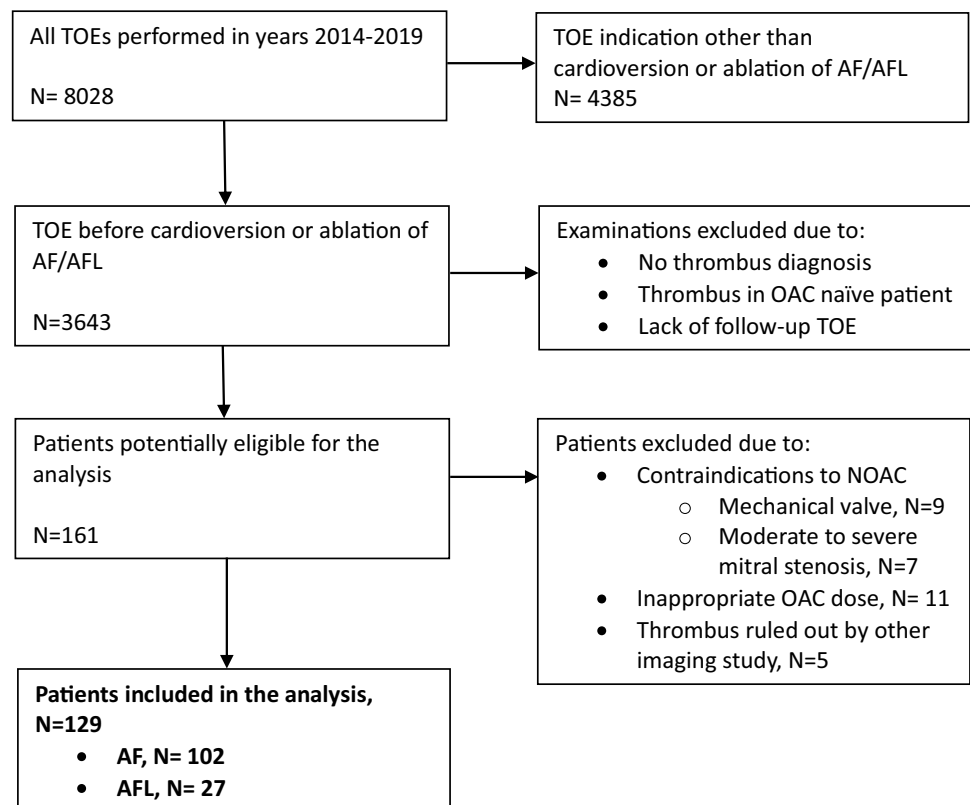 All TOEs performed in years 2014-2019
N= 8028
TOE indication other than
cardioversion or ablation of AF/AFL
N= 4385
TOE before cardioversion or ablation of
AF/AFL
N=3643
Examinations excluded due to:
• No thrombus diagnosis
• Thrombus in OAC naïve patient
• Lack of follow-up TOE
Patients potentially eligible for the
analysis
N=161
Patients excluded due to:
• Contraindications to NOAC
o Mechanical valve, N=9
o Moderate to severe
mitral stenosis, N=7
• Inappropriate OAC dose, N= 11
• Thrombus ruled out by other
imaging study, N=5
Patients included in the analysis,
N=129
• AF, N= 102
• AFL, N= 27